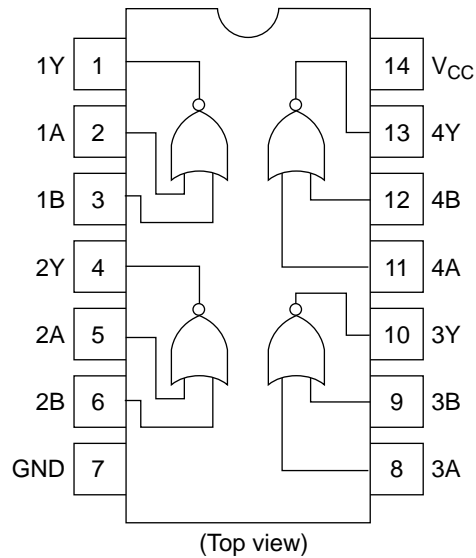 1Y 1 14 VCC
1A 2 13 4Y
1B 3 12 4B
2Y 4 11 4A
2A 5 10 3Y
2B 6 9 3B
GND 7 8 3A
(Top view)